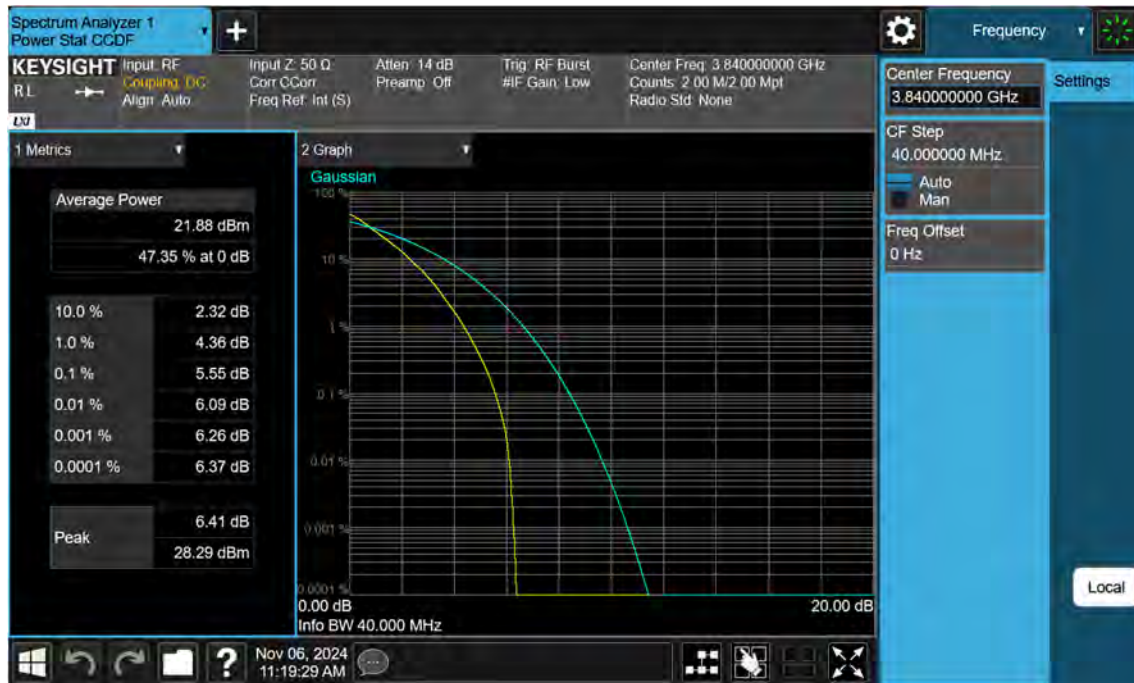 Spectrum Analyzer 1
Power Stat CCDF
+
Frequency
KEYSIGHT
RL
LXI
Input: RF
Coupling: DC
Align: Auto
Input Z: 50 Ω
Corr CCorr
Freq Ref: Int (S)
Atten: 14 dB
Preamp: Off
Trig: RF Burst
#IF Gain: Low
Center Freq: 3.840000000 GHz
Counts: 2.00 M/2.00 Mpt
Radio Std: None
Center Frequency
3.840000000 GHz
Settings
CF Step
40.000000 MHz
Auto
Man
Freq Offset
0 Hz
Local
1 Metrics
Average Power
21.88 dBm
47.35 % at 0 dB
10.0 % 2.32 dB
1.0 % 4.36 dB
0.1 % 5.55 dB
0.01 % 6.09 dB
0.001 % 6.26 dB
0.0001 % 6.37 dB
Peak
6.41 dB
28.29 dBm
2 Graph
Gaussian
100 %
10 %
1 %
0.1 %
0.01 %
0.001 %
0.0001 %
0.00 dB 20.00 dB
Info BW 40.000 MHz
?
Nov 06, 2024
11:19:29 AM